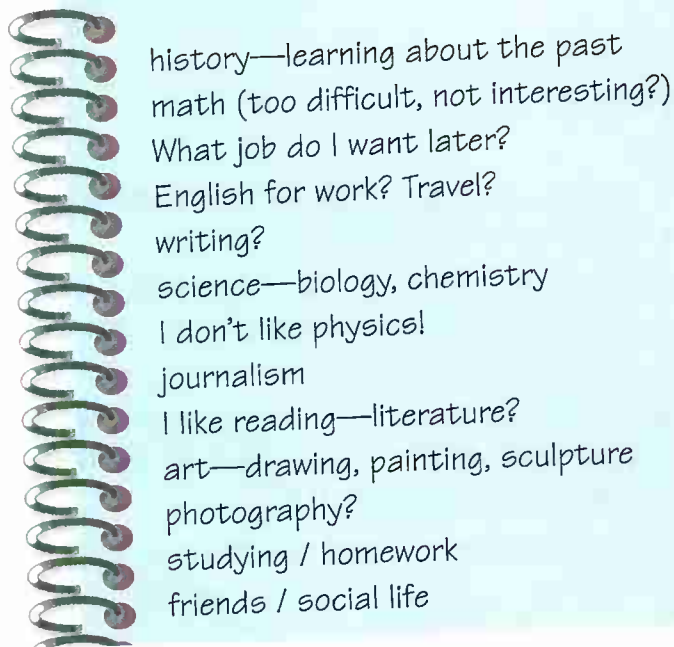 history—learning about the past
math (too difficult, not interesting?)
What job do I want later?
English for work? Travel?
writing?
science—biology, chemistry
I don't like physics!
journalism
I like reading—literature?
art—drawing, painting, sculpture
photography?
studying / homework
friends / social life